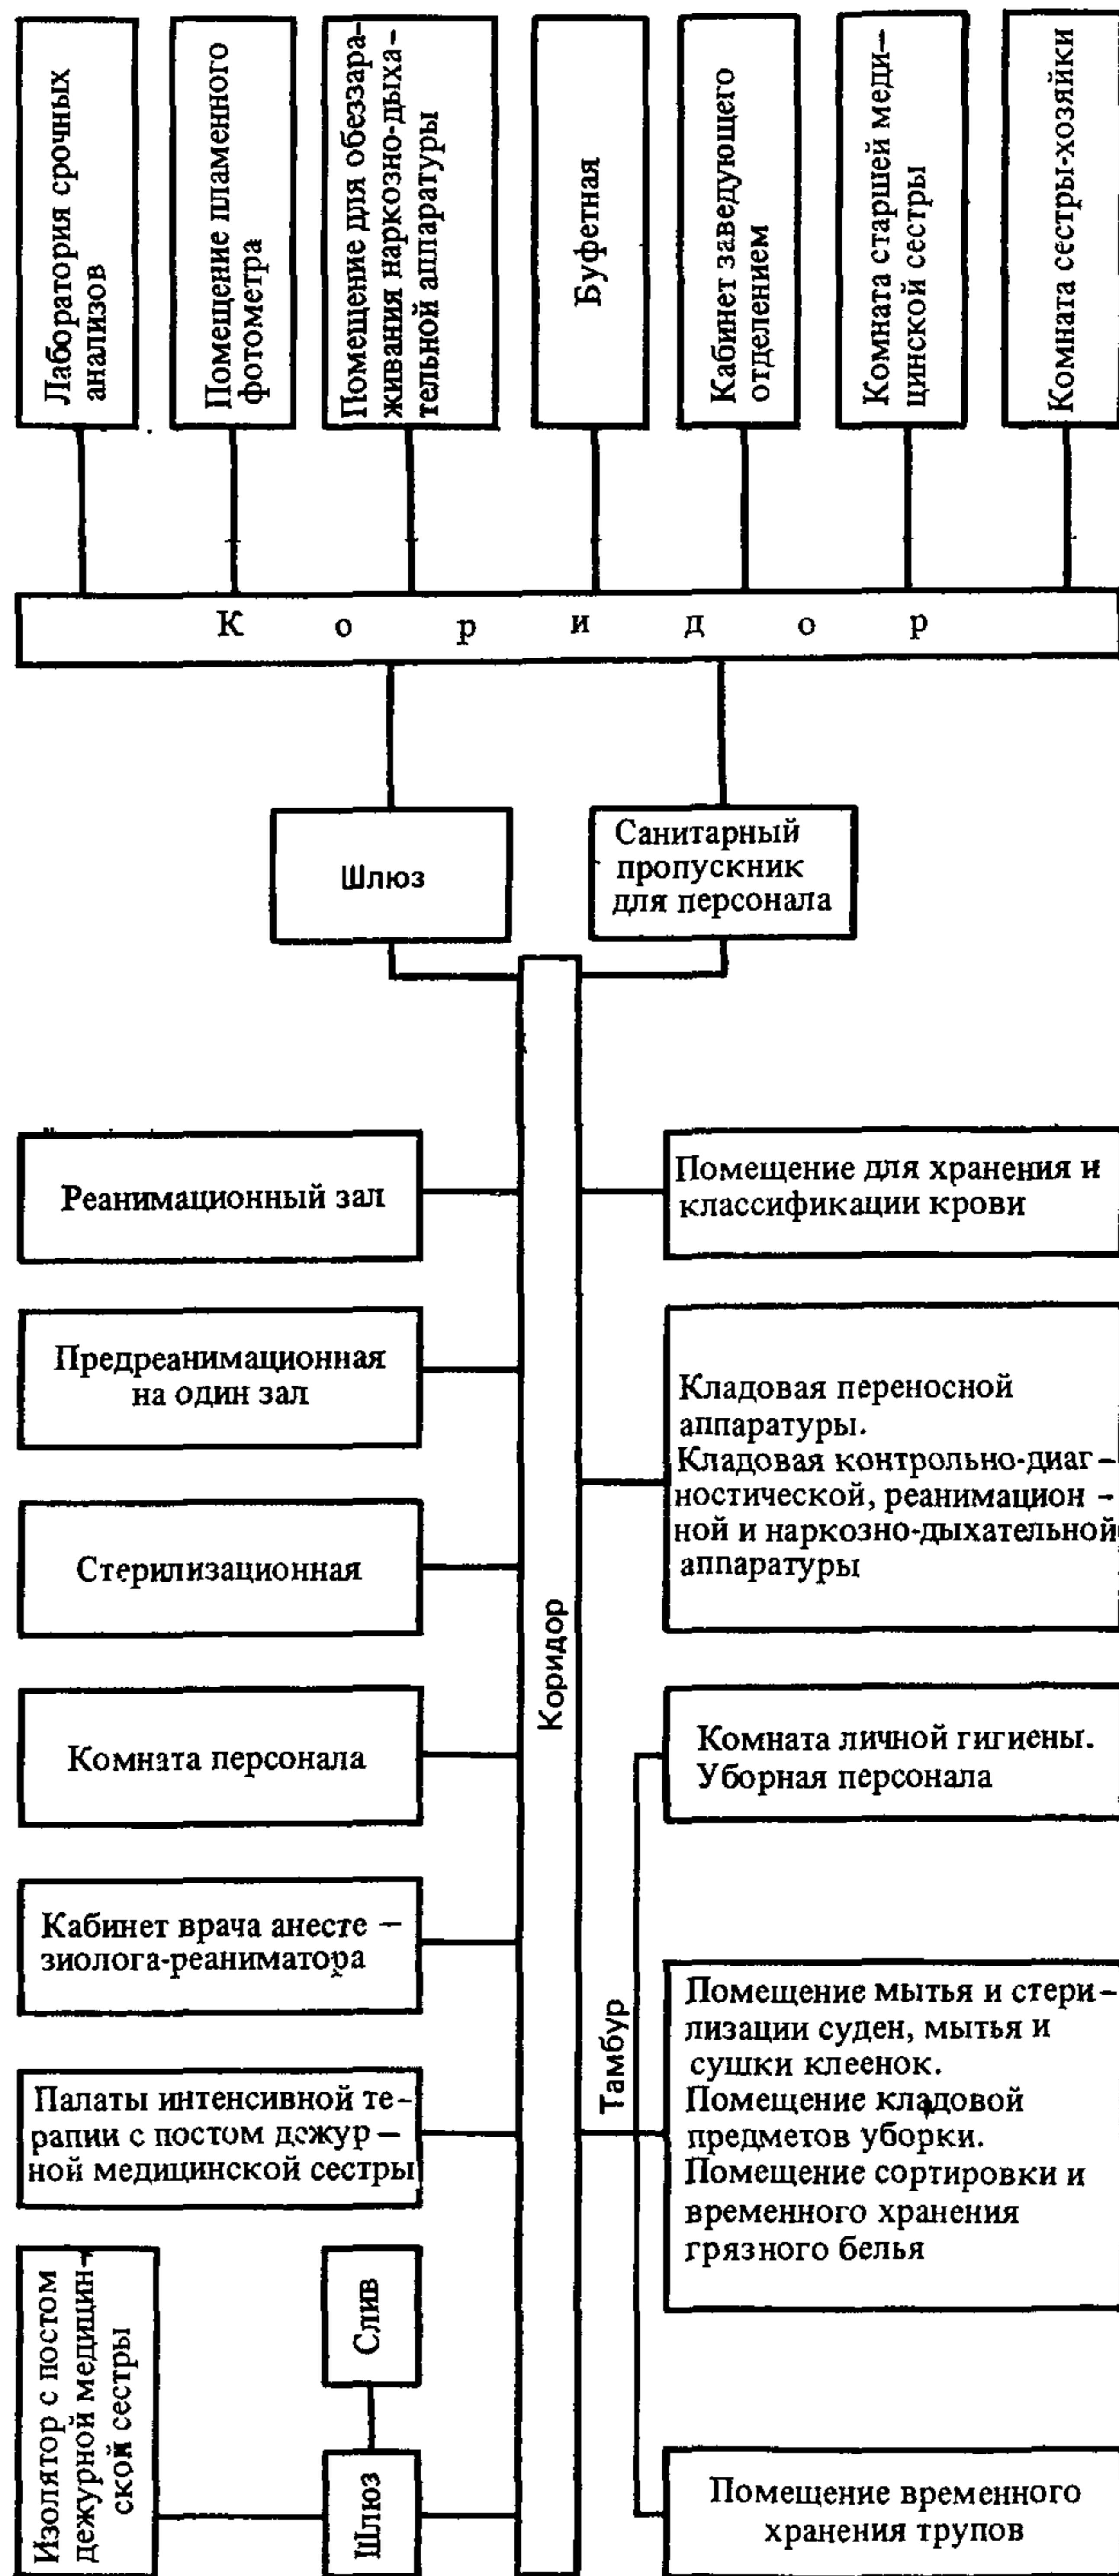 Лаборатория срочных
анализов
Помещение пламенного
фотометра
Помещение для обеззара-
живания наркозно-дыха-
тельной аппаратуры
Буфетная
Кабинет заведующего
отделением
Комната старшей меди-
цинской сестры
Комната сестры-хозяйки
Коридор
Шлюз
Санитарный
пропускник
для персонала
Реанимационный зал
Помещение для хранения и
классификации крови
Предреанимационная
на один зал
Кладовая переносной
аппаратуры.
Кладовая контрольно-диаг-
ностической, реанимацион-
ной и наркозно-дыхательной
аппаратуры
Стерилизационная
Коридор
Комната персонала
Комната личной гигиены.
Уборная персонала
Кабинет врача анесте-
зиолога-реаниматора
Тамбур
Помещение мытья и стери-
лизации суден, мытья и
сушки клеенок.
Помещение кладовой
предметов уборки.
Помещение сортировки и
временного хранения
грязного белья
Палаты интенсивной те-
рапии с постом дежур-
ной медицинской сестры
Изолятор с постом
дежурной медицин-
ской сестры
Слив
Шлюз
Помещение временного
хранения трупов